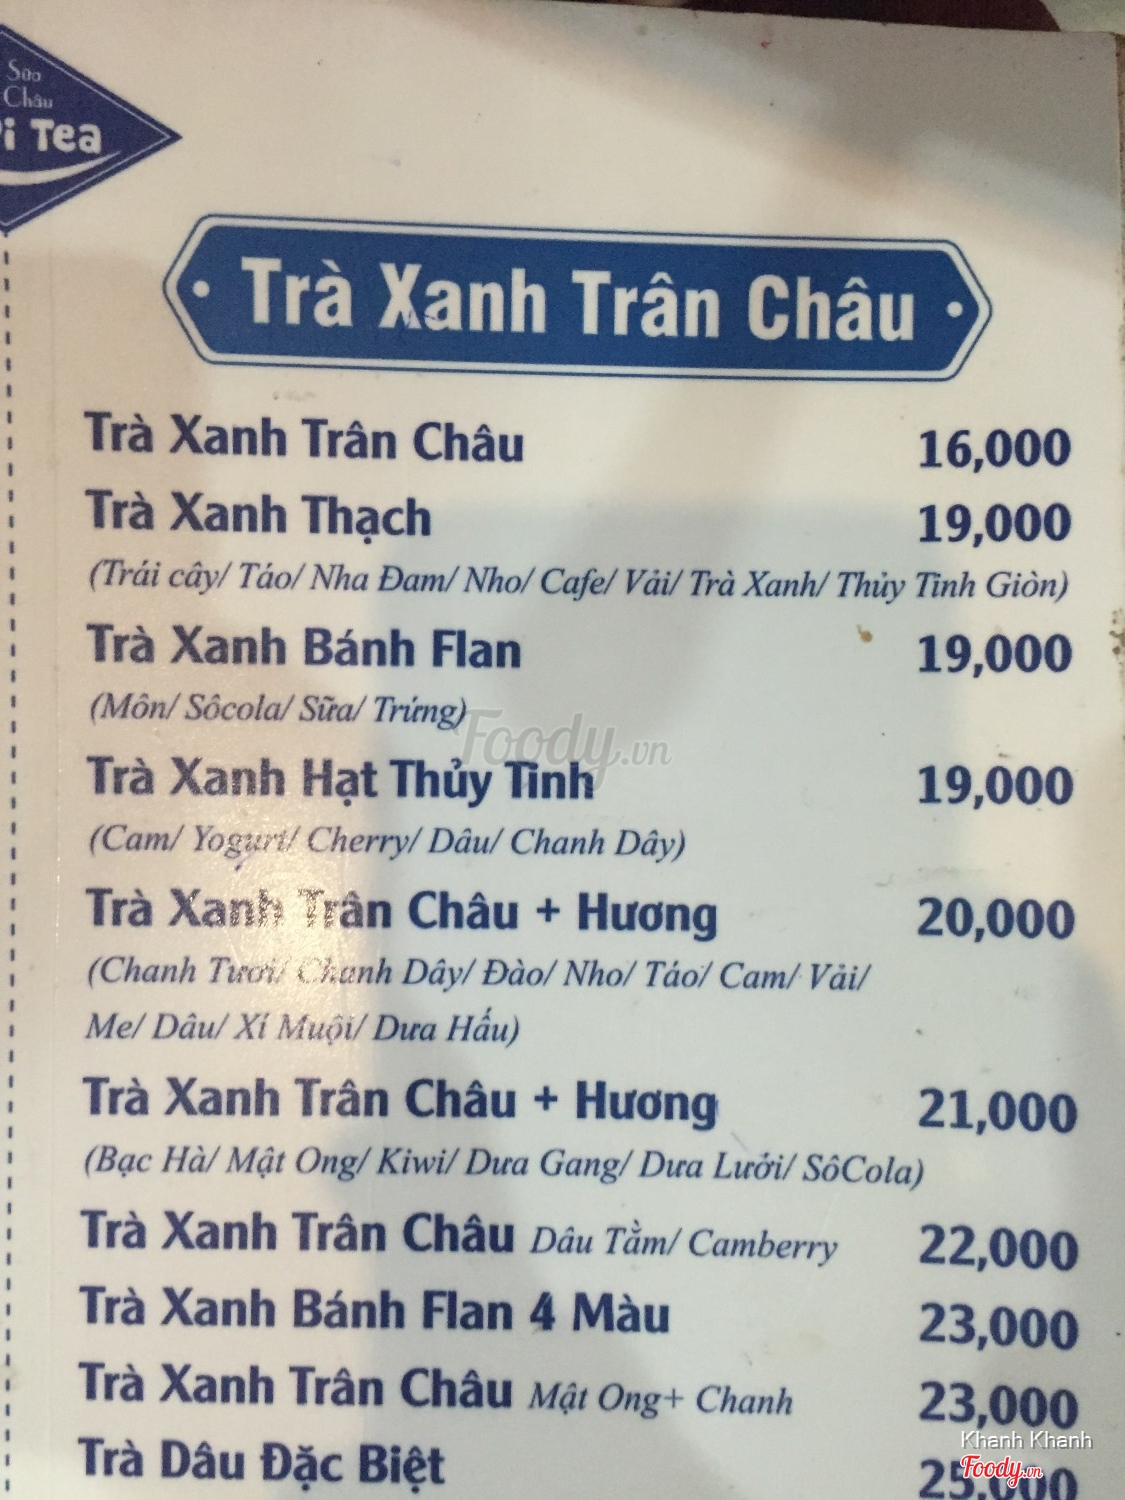 Sữa
Châu
i Tea
Trà Xanh Trân Châu
Trà Xanh Trân Châu 16,000
Trà Xanh Thạch 19,000
(Trái cây/ Táo/ Nha Đam/ Nho/ Cafe/ Vải/ Trà Xanh/ Thủy Tinh Giòn)
Trà Xanh Bánh Flan 19,000
(Môn/ Sôcola/ Sữa/ Trứng)
Foody.vn
Trà Xanh Hạt Thủy Tinh 19,000
(Cam/ Yogurt/ Cherry/ Dâu/ Chanh Dây)
Trà Xanh Trân Châu + Hương 20,000
(Chanh Tươi/ Chanh Dây/ Đào/ Nho/ Táo/ Cam/ Vải/
Me/ Dâu/ Xí Muội/ Dưa Hấu)
Trà Xanh Trân Châu + Hương 21,000
(Bạc Hà/ Mật Ong/ Kiwi/ Dưa Gang/ Dưa Lưới/ SôCola)
Trà Xanh Trân Châu Dâu Tằm/ Camberry 22,000
Trà Xanh Bánh Flan 4 Màu 23,000
Trà Xanh Trân Châu Mật Ong+ Chanh 23,000
Trà Dâu Đặc Biệt 25,000
Khanh Khanh
Foody.vn